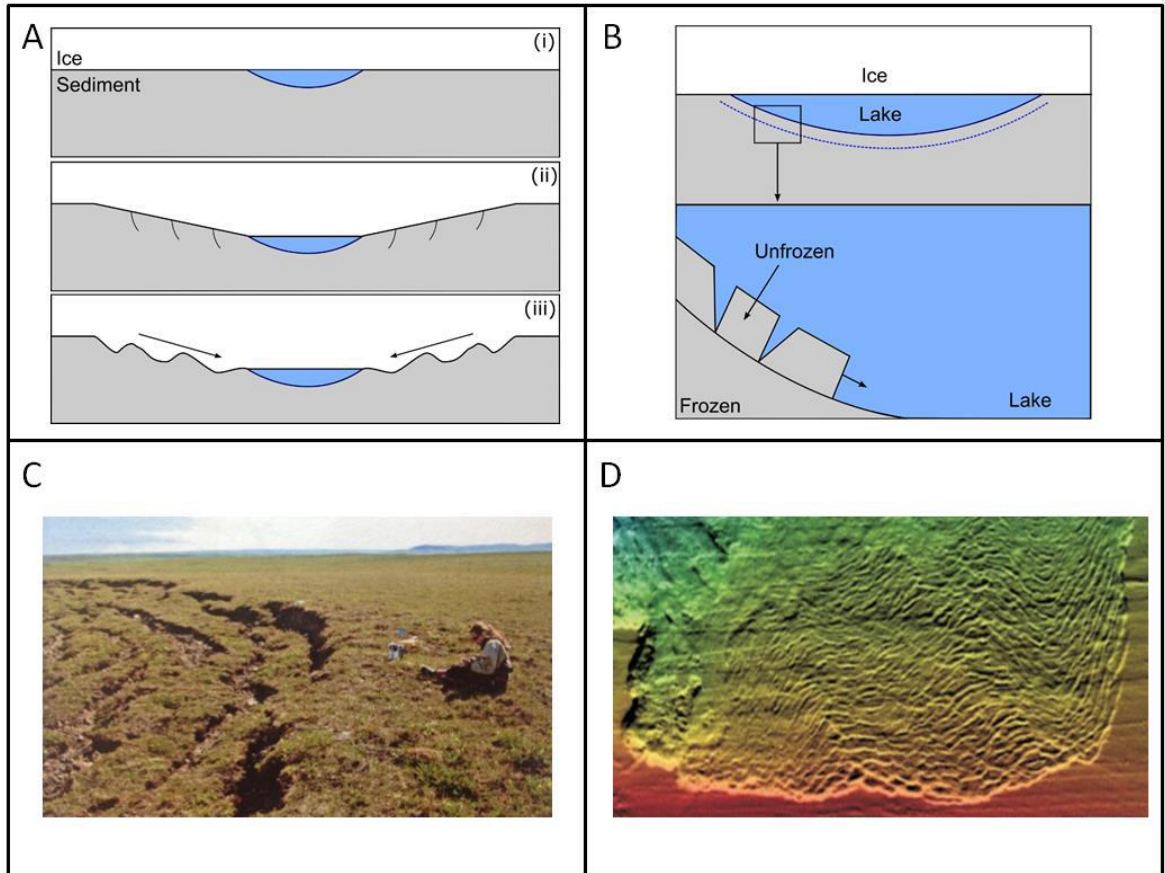 A
(i)
Ice
Sediment
(ii)
(iii)
B
Ice
Lake
Unfrozen
Frozen
Lake
C
D